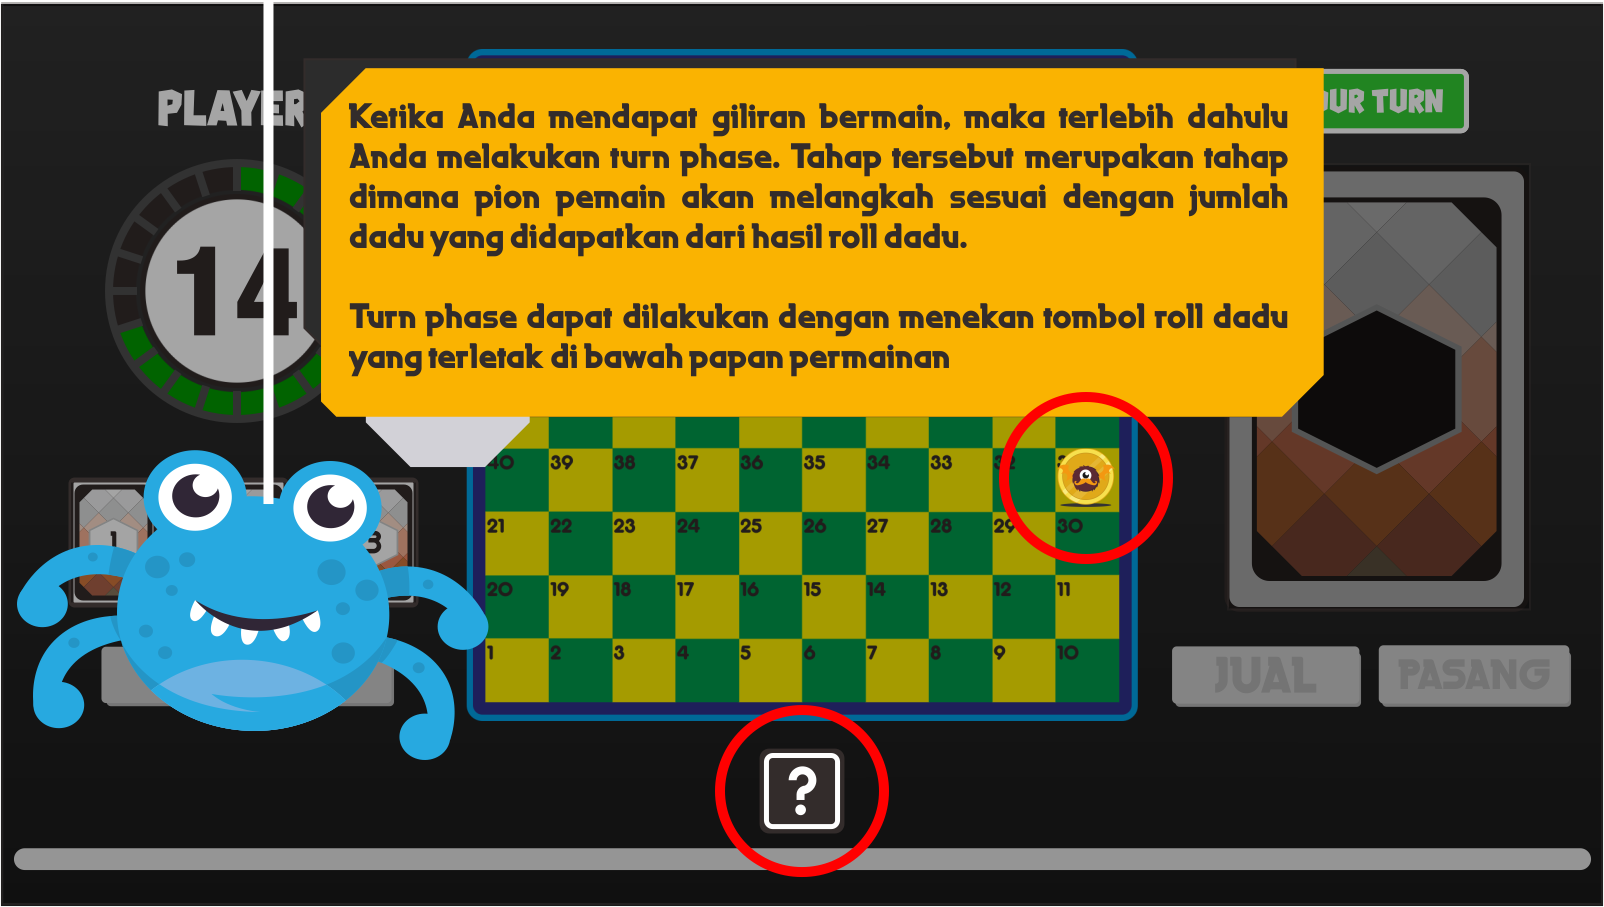 PLAYER
Ketika Anda mendapat giliran bermain, maka terlebih dahulu
Anda melakukan turn phase. Tahap tersebut merupakan tahap
dimana pion pemain akan melangkah sesuai dengan jumlah
dadu yang didapatkan dari hasil roll dadu.
Turn phase dapat dilakukan dengan menekan tombol roll dadu
yang terletak di bawah papan permainan
TURN
14
40 39 38 37 36 35 34 33 32
21 22 23 24 25 26 27 28 29 30
1 3
20 19 18 17 16 15 14 13 12 11
1 2 3 4 5 6 7 8 9 10
JUAL PASANG
?